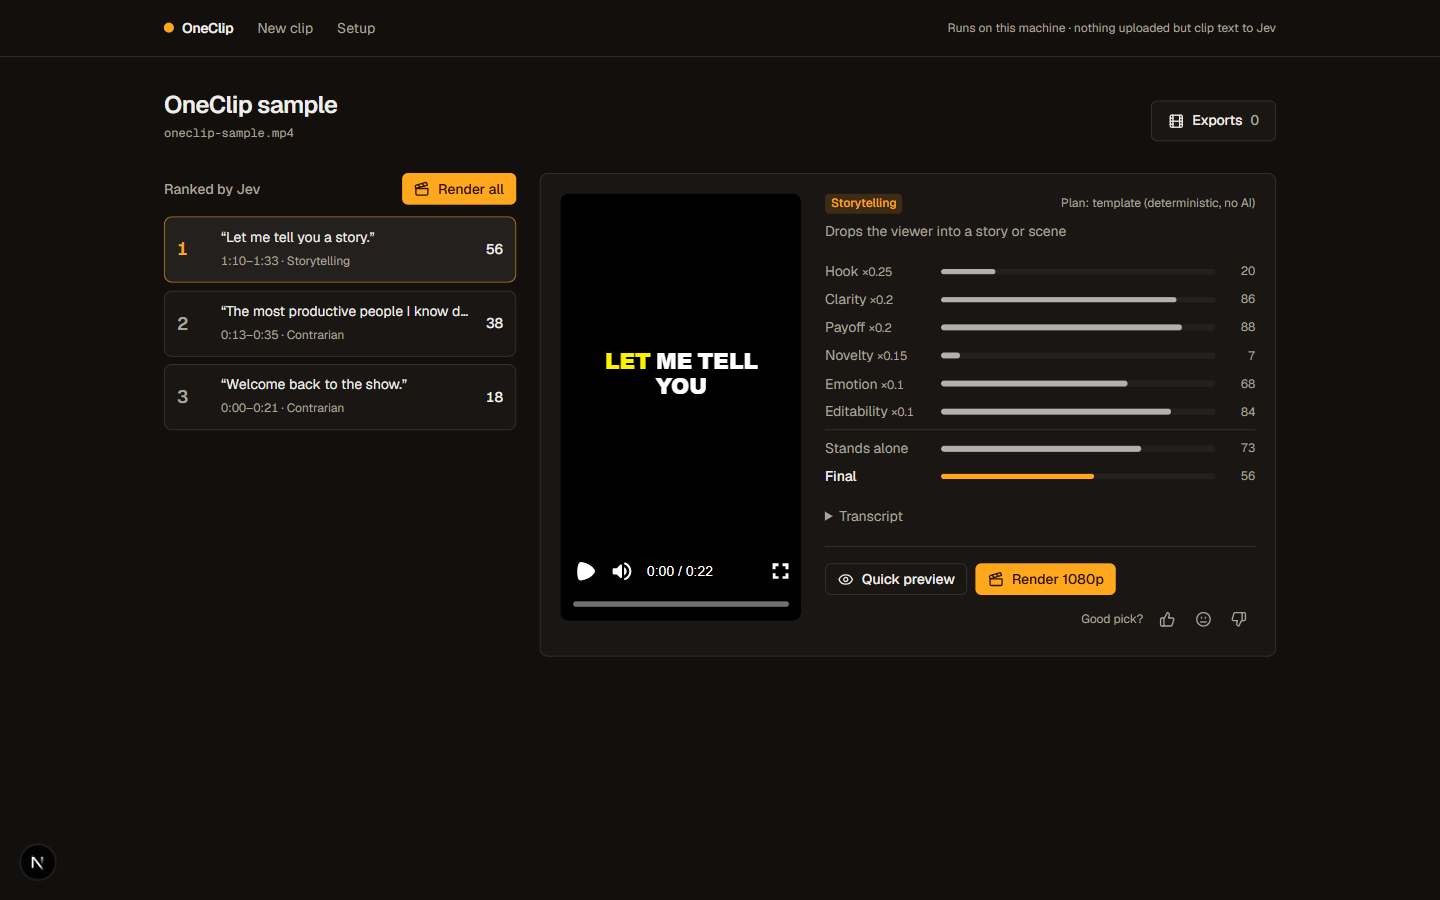 OneClip
New clip
Setup
Runs on this machine · nothing uploaded but clip text to Jev
OneClip sample
oneclip-sample.mp4
Exports 0
Ranked by Jev
Render all
1
“Let me tell you a story.”
1:10–1:33 · Storytelling
56
2
“The most productive people I know d...
0:13–0:35 · Contrarian
38
3
“Welcome back to the show.”
0:00–0:21 · Contrarian
18
LET ME TELL
YOU
0:00 / 0:22
Storytelling
Plan: template (deterministic, no AI)
Drops the viewer into a story or scene
Hook ×0.25 20
Clarity ×0.2 86
Payoff ×0.2 88
Novelty ×0.15 7
Emotion ×0.1 68
Editability ×0.1 84
Stands alone 73
Final 56
Transcript
Quick preview
Render 1080p
Good pick?
N